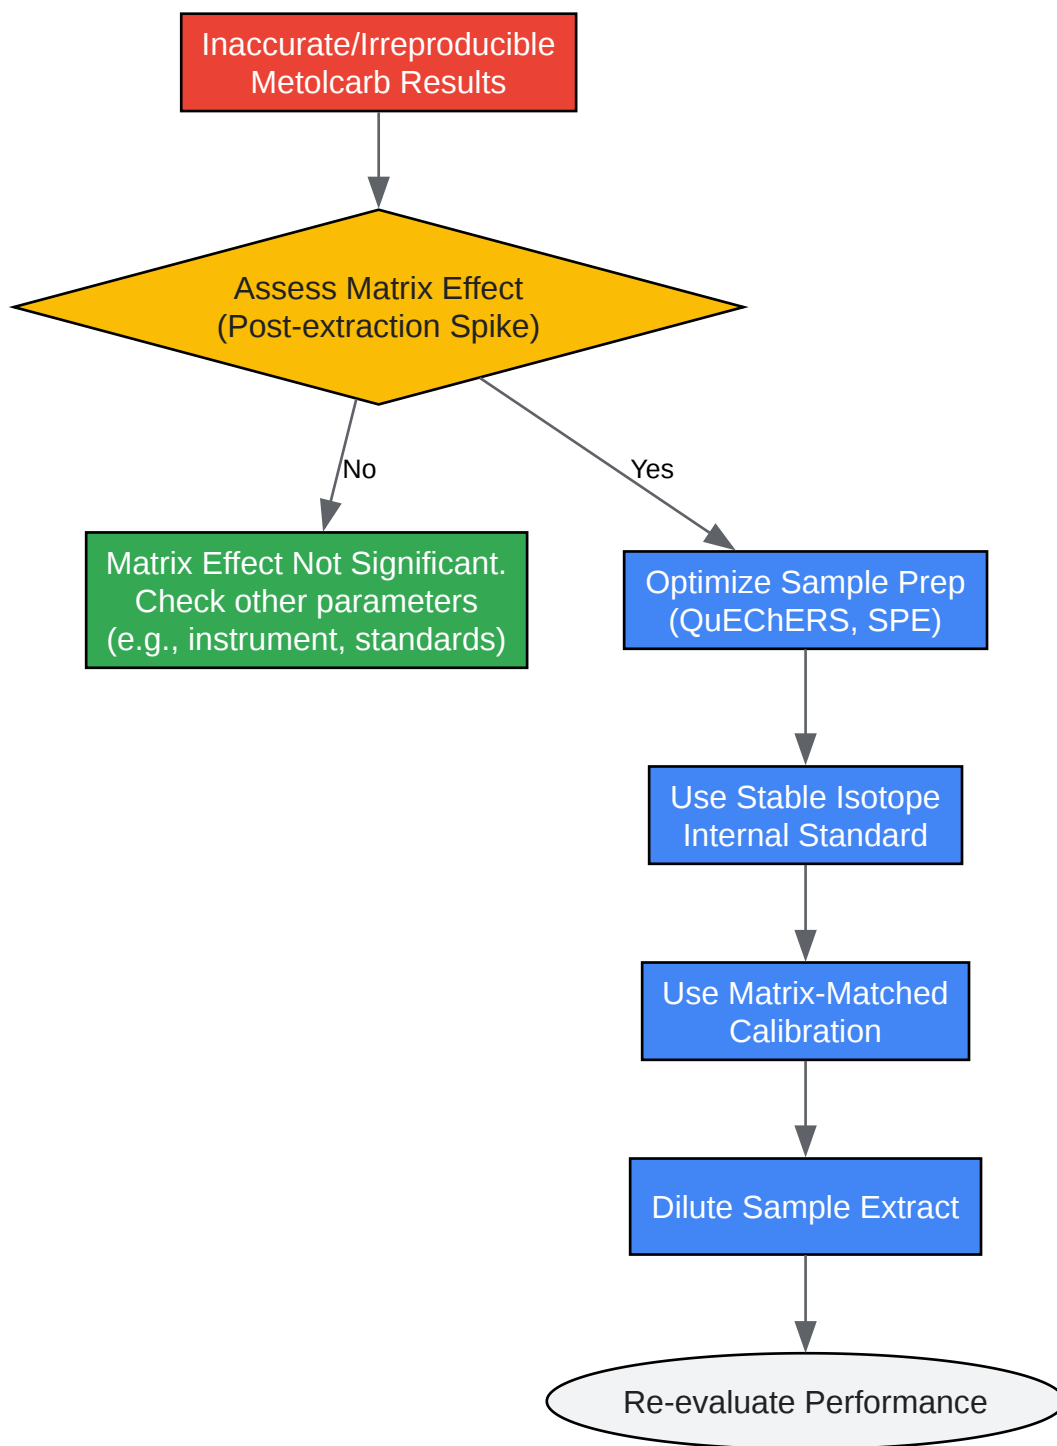 Inaccurate/Irreproducible
Metolcarb Results
Assess Matrix Effect
(Post-extraction Spike)
No
Yes
Matrix Effect Not Significant.
Check other parameters
(e.g., instrument, standards)
Optimize Sample Prep
(QuEChERS, SPE)
Use Stable Isotope
Internal Standard
Use Matrix-Matched
Calibration
Dilute Sample Extract
Re-evaluate Performance